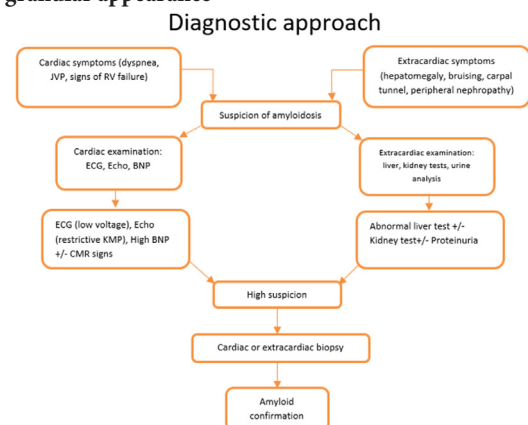 granular appearance
Diagnostic approach
Cardiac symptoms (dyspnea,
JVP, signs of RV failure)
Extracardiac symptoms
(hepatomegaly, bruising, carpal
tunnel, peripheral nephropathy)
Suspicion of amyloidosis
Cardiac examination:
ECG, Echo, BNP
Extracardiac examination:
liver, kidney tests, urine
analysis
ECG (low voltage), Echo
(restrictive KMP), High BNP
+/- CMR signs
Abnormal liver test +/-
Kidney test+/- Proteinuria
High suspicion
Cardiac or extracardiac biopsy
Amyloid
confirmation